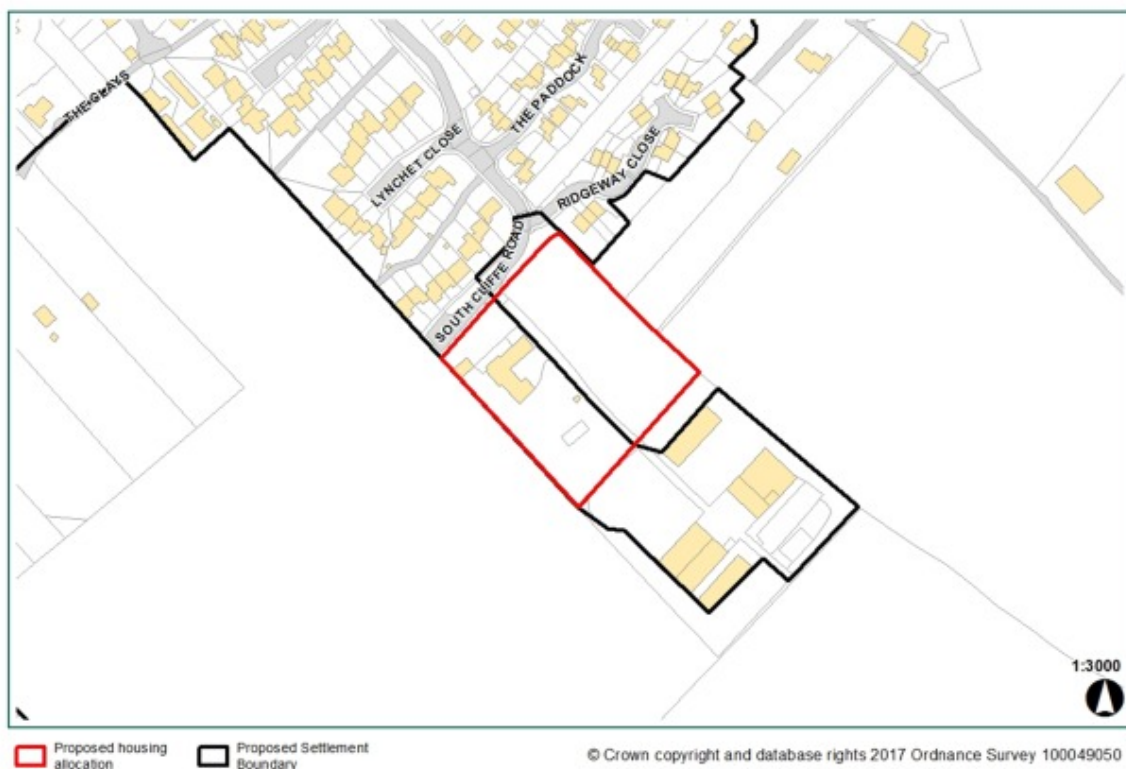 THE CLAYS
LYNCHET CLOSE
THE PADDOCK
RIDGEWAY CLOSE
SOUTH CLIFFE ROAD
1:3000
Proposed housing
allocation
Proposed Settlement
Boundary
© Crown copyright and database rights 2017 Ordnance Survey 100049050